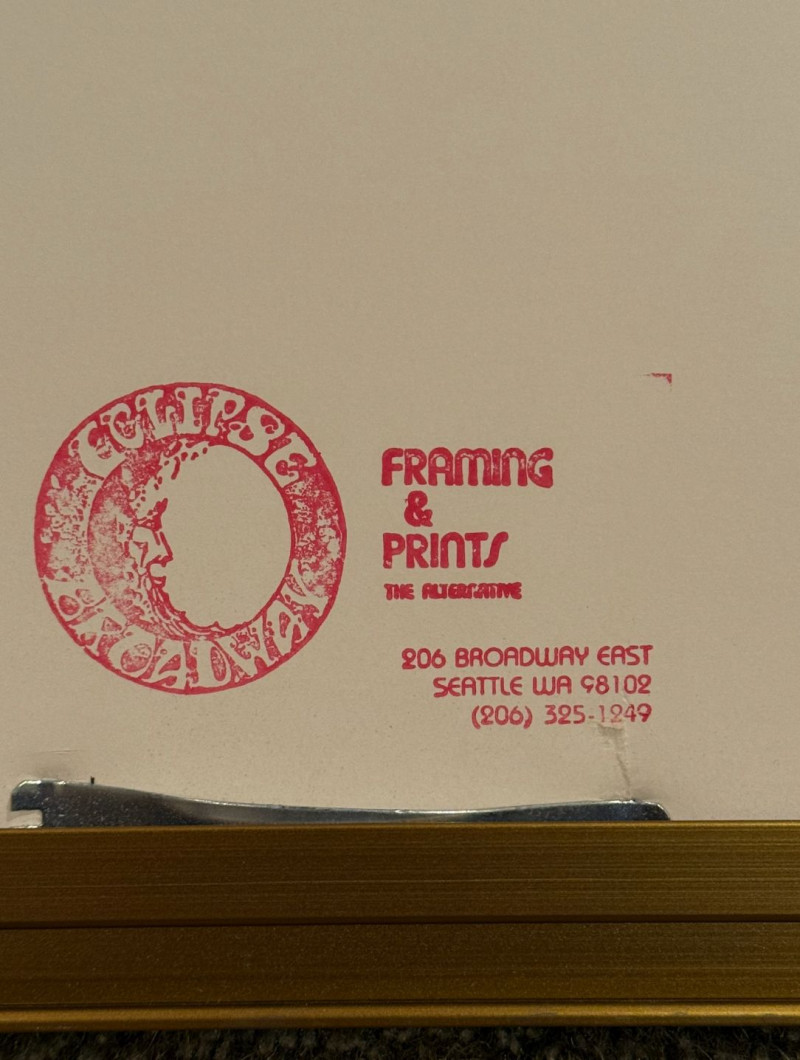 ECLIPSE
BROADWAY
FRAMING
&
PRINTS
THE ALTERNATIVE
206 BROADWAY EAST
SEATTLE WA 98102
(206) 325-1249